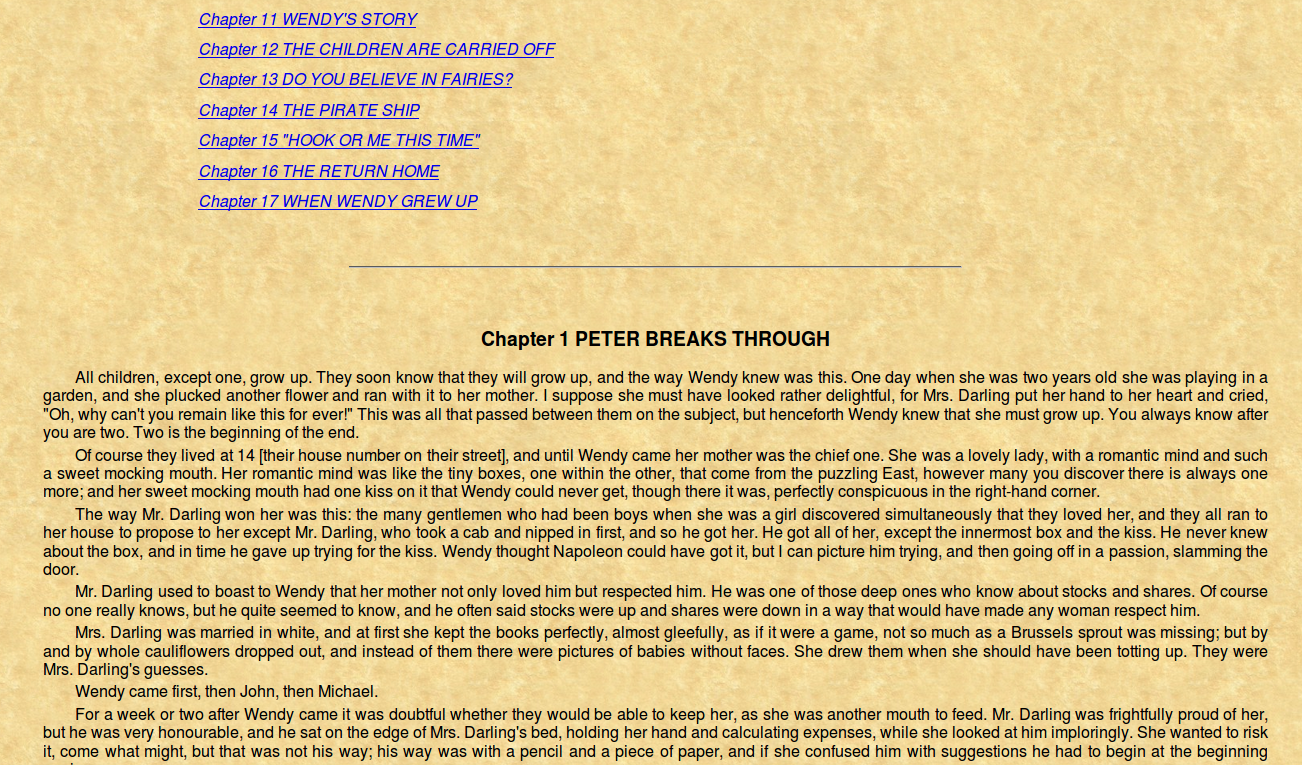 Chapter 11 WENDY'S STORY
Chapter 12 THE CHILDREN ARE CARRIED OFF
Chapter 13 DO YOU BELIEVE IN FAIRIES?
Chapter 14 THE PIRATE SHIP
Chapter 15 "HOOK OR ME THIS TIME"
Chapter 16 THE RETURN HOME
Chapter 17 WHEN WENDY GREW UP
Chapter 1 PETER BREAKS THROUGH
All children, except one, grow up. They soon know that they will grow up, and the way Wendy knew was this. One day when she was two years old she was playing in a
garden, and she plucked another flower and ran with it to her mother. I suppose she must have looked rather delightful, for Mrs. Darling put her hand to her heart and cried,
"Oh, why can't you remain like this for ever!" This was all that passed between them on the subject, but henceforth Wendy knew that she must grow up. You always know after
you are two. Two is the beginning of the end.
Of course they lived at 14 [their house number on their street], and until Wendy came her mother was the chief one. She was a lovely lady, with a romantic mind and such
a sweet mocking mouth. Her romantic mind was like the tiny boxes, one within the other, that come from the puzzling East, however many you discover there is always one
more; and her sweet mocking mouth had one kiss on it that Wendy could never get, though there it was, perfectly conspicuous in the right-hand corner.
The way Mr. Darling won her was this: the many gentlemen who had been boys when she was a girl discovered simultaneously that they loved her, and they all ran to
her house to propose to her except Mr. Darling, who took a cab and nipped in first, and so he got her. He got all of her, except the innermost box and the kiss. He never knew
about the box, and in time he gave up trying for the kiss. Wendy thought Napoleon could have got it, but I can picture him trying, and then going off in a passion, slamming the
door.
Mr. Darling used to boast to Wendy that her mother not only loved him but respected him. He was one of those deep ones who know about stocks and shares. Of course
no one really knows, but he quite seemed to know, and he often said stocks were up and shares were down in a way that would have made any woman respect him.
Mrs. Darling was married in white, and at first she kept the books perfectly, almost gleefully, as if it were a game, not so much as a Brussels sprout was missing; but by
and by whole cauliflowers dropped out, and instead of them there were pictures of babies without faces. She drew them when she should have been totting up. They were
Mrs. Darling's guesses.
Wendy came first, then John, then Michael.
For a week or two after Wendy came it was doubtful whether they would be able to keep her, as she was another mouth to feed. Mr. Darling was frightfully proud of her,
but he was very honourable, and he sat on the edge of Mrs. Darling's bed, holding her hand and calculating expenses, while she looked at him imploringly. She wanted to risk
it, come what might, but that was not his way; his way was with a pencil and a piece of paper, and if she confused him with suggestions he had to begin at the beginning